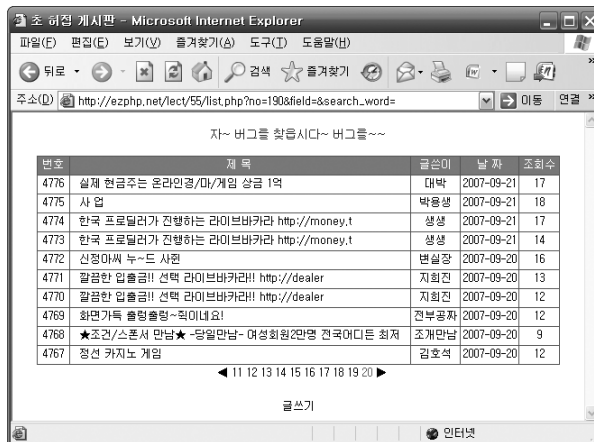 초 허접 게시판 - Microsoft Internet Explorer
파일(F) 편집(E) 보기(V) 즐겨찾기(A) 도구(T) 도움말(H)
뒤로 검색 즐겨찾기
주소(D) http://ezphp.net/lect/55/list.php?no=190&field=&search_word= 이동 연결
자~ 버그를 찾읍시다~ 버그를~~
번호 제 목 글쓴이 날 짜 조회수
4776 실제 현금주는 온라인경/마/게임 상금 1억 대박 2007-09-21 17
4775 사 업 박용생 2007-09-21 18
4774 한국 프로딜러가 진행하는 라이브바카라 http://money.t 생생 2007-09-21 17
4773 한국 프로딜러가 진행하는 라이브바카라 http://money.t 생생 2007-09-21 14
4772 신정아씨 누~드 사쥔 변실장 2007-09-20 16
4771 깔끔한 입출금!! 선택 라이브바카라!! http://dealer 지희진 2007-09-20 13
4770 깔끔한 입출금!! 선택 라이브바카라!! http://dealer 지희진 2007-09-20 12
4769 화면가득 출렁출렁~쥑이네요! 전부공짜 2007-09-20 12
4768 ★조건/스폰서 만남★ -당일만남- 여성회원2만명 전국어디든 최저 조개만남 2007-09-20 9
4767 정선 카지노 게임 김호석 2007-09-20 12
◀ 11 12 13 14 15 16 17 18 19 20 ▶
글쓰기
인터넷